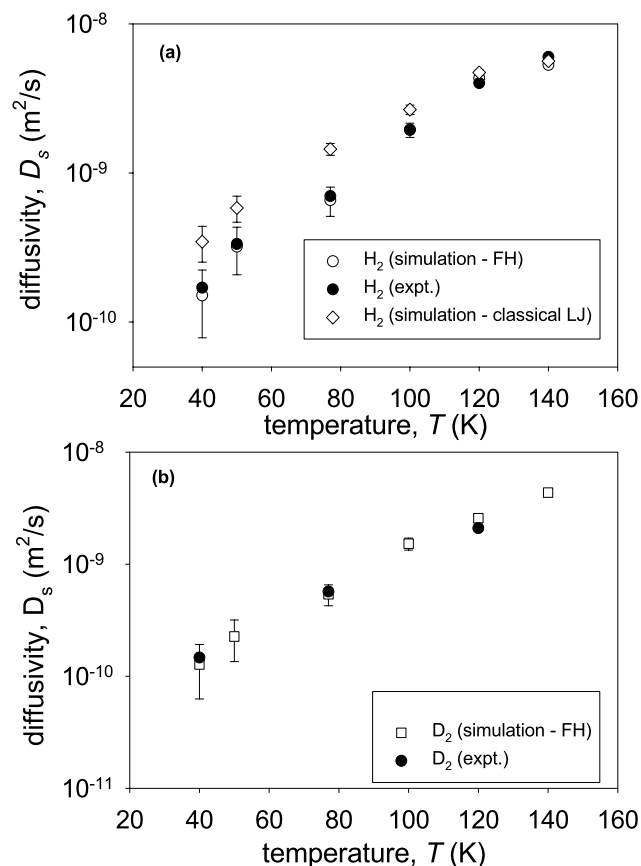 (a)
10⁻⁸
10⁻⁹
10⁻¹⁰
diffusivity, Dₛ (m²/s)
H₂ (simulation - FH)
H₂ (expt.)
H₂ (simulation - classical LJ)
20 40 60 80 100 120 140 160
temperature, T (K)
(b)
10⁻⁸
10⁻⁹
10⁻¹⁰
10⁻¹¹
diffusivity, Dₛ (m²/s)
D₂ (simulation - FH)
D₂ (expt.)
20 40 60 80 100 120 140 160
temperature, T (K)